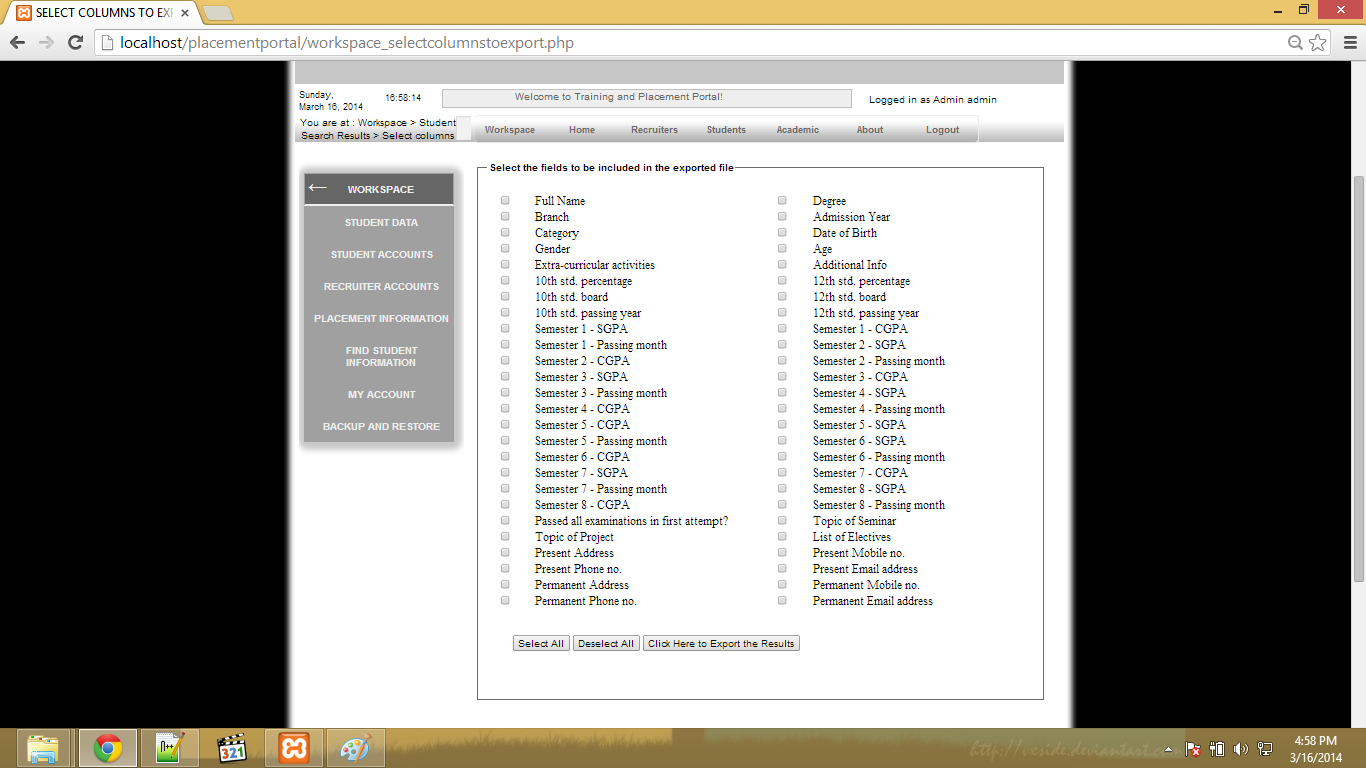 SELECT COLUMNS TO EX
localhost/placementportal/workspace_selectcolumnstoexport.php
Sunday,
March 16, 2014
16:58:14
Welcome to Training and Placement Portal!
Logged in as Admin admin
You are at : Workspace > Student
Search Results > Select columns
Workspace Home Recruiters Students Academic About Logout
← WORKSPACE
STUDENT DATA
STUDENT ACCOUNTS
RECRUITER ACCOUNTS
PLACEMENT INFORMATION
FIND STUDENT
INFORMATION
MY ACCOUNT
BACKUP AND RESTORE
Select the fields to be included in the exported file
Full Name Degree
Branch Admission Year
Category Date of Birth
Gender Age
Extra-curricular activities Additional Info
10th std. percentage 12th std. percentage
10th std. board 12th std. board
10th std. passing year 12th std. passing year
Semester 1 - SGPA Semester 1 - CGPA
Semester 1 - Passing month Semester 2 - SGPA
Semester 2 - CGPA Semester 2 - Passing month
Semester 3 - SGPA Semester 3 - CGPA
Semester 3 - Passing month Semester 4 - SGPA
Semester 4 - CGPA Semester 4 - Passing month
Semester 5 - CGPA Semester 5 - SGPA
Semester 5 - Passing month Semester 6 - SGPA
Semester 6 - CGPA Semester 6 - Passing month
Semester 7 - SGPA Semester 7 - CGPA
Semester 7 - Passing month Semester 8 - SGPA
Semester 8 - CGPA Semester 8 - Passing month
Passed all examinations in first attempt? Topic of Seminar
Topic of Project List of Electives
Present Address Present Mobile no.
Present Phone no. Present Email address
Permanent Address Permanent Mobile no.
Permanent Phone no. Permanent Email address
Select All Deselect All Click Here to Export the Results
n++
321
http://veside.deviantart.com
4:58 PM
3/16/2014